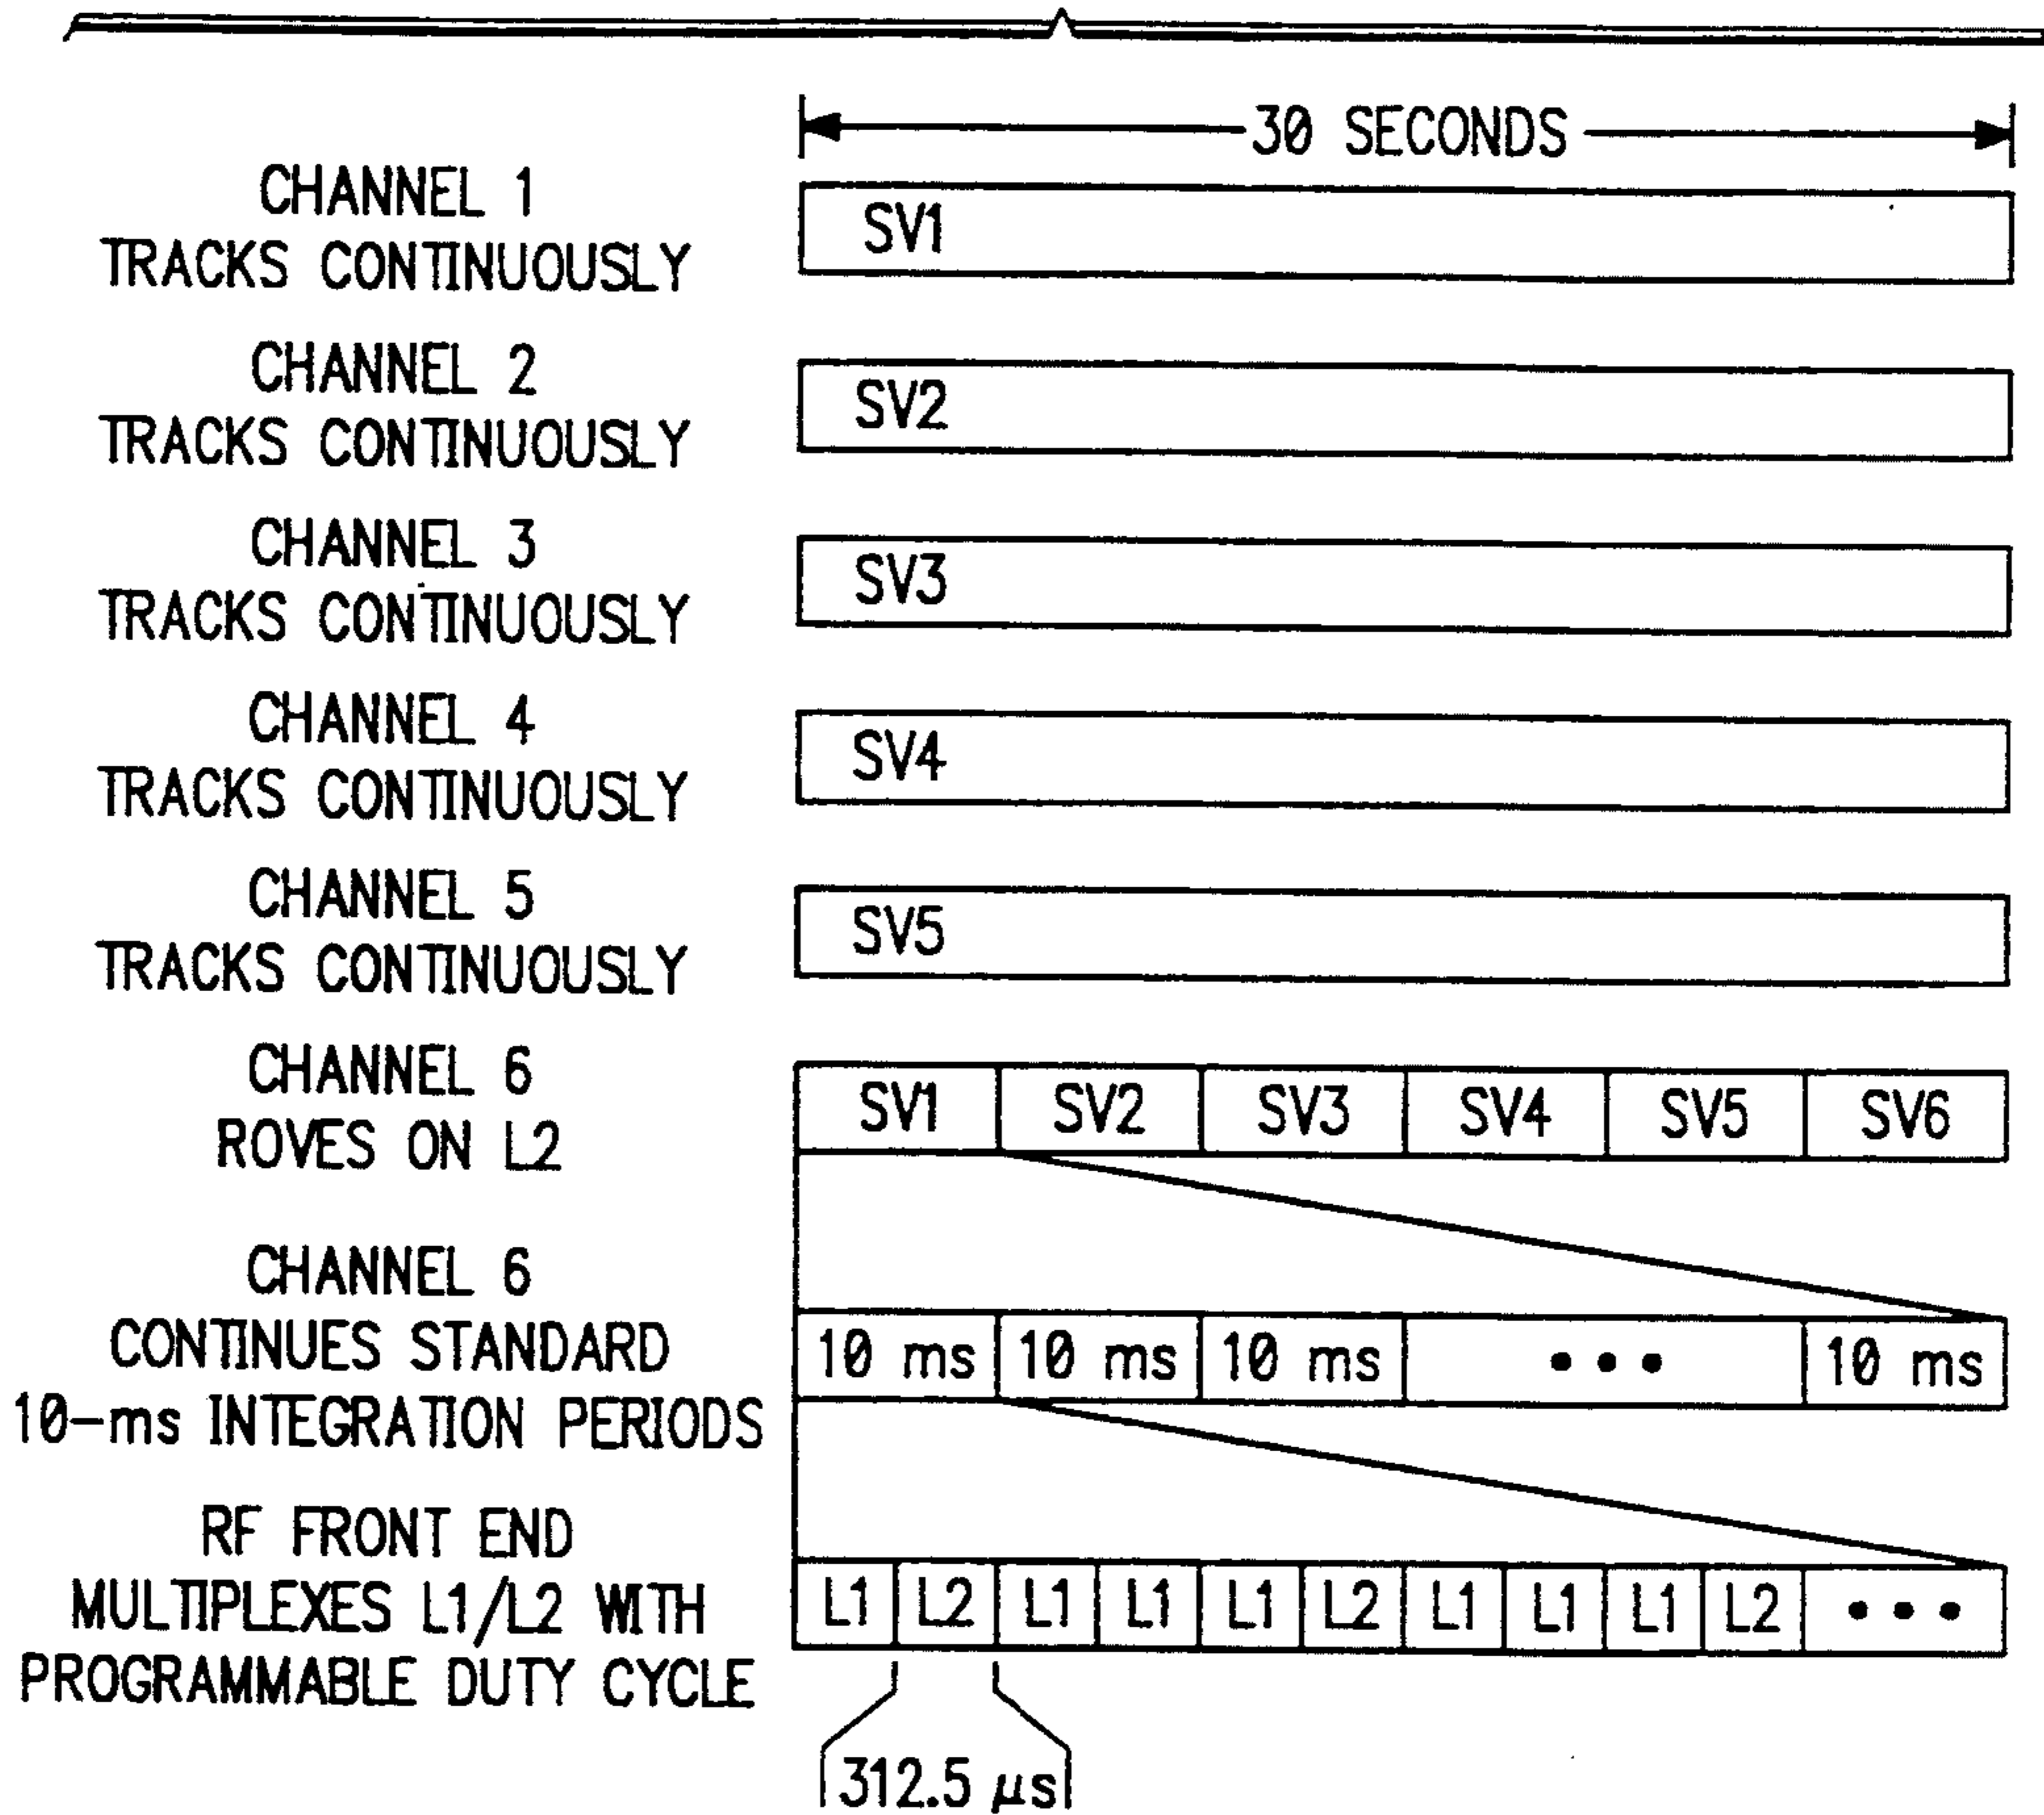 30 SECONDS
CHANNEL 1
TRACKS CONTINUOUSLY
SV1
CHANNEL 2
TRACKS CONTINUOUSLY
SV2
CHANNEL 3
TRACKS CONTINUOUSLY
SV3
CHANNEL 4
TRACKS CONTINUOUSLY
SV4
CHANNEL 5
TRACKS CONTINUOUSLY
SV5
CHANNEL 6
ROVES ON L2
SV1 SV2 SV3 SV4 SV5 SV6
CHANNEL 6
CONTINUES STANDARD
10-ms INTEGRATION PERIODS
10 ms 10 ms 10 ms ••• 10 ms
RF FRONT END
MULTIPLEXES L1/L2 WITH
PROGRAMMABLE DUTY CYCLE
L1 L2 L1 L1 L1 L2 L1 L1 L1 L2 •••
312.5 μs